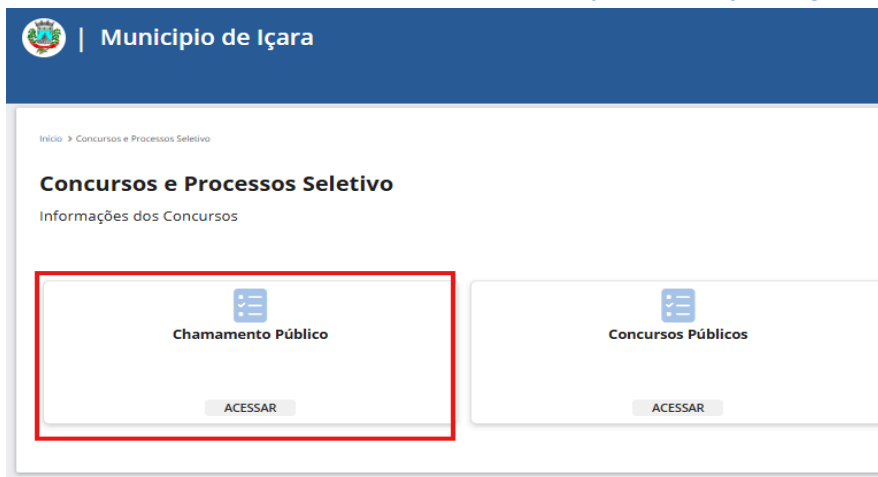 | Municipio de Içara
Início > Concursos e Processos Seletivo
Concursos e Processos Seletivo
Informações dos Concursos
Chamamento Público
Concursos Públicos
ACESSAR
ACESSAR